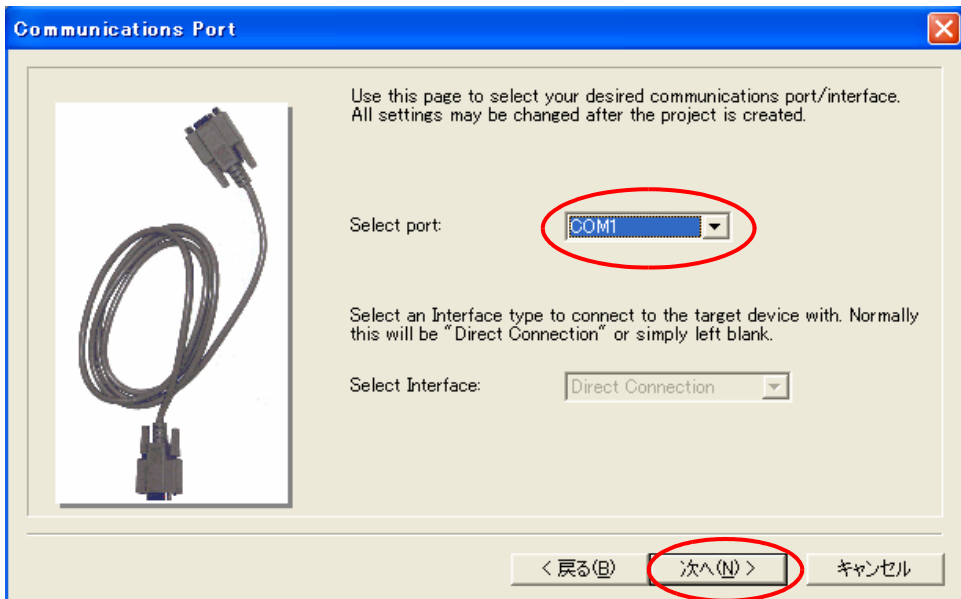 Communications Port
Use this page to select your desired communications port/interface.
All settings may be changed after the project is created.
Select port:
COM1
Select an Interface type to connect to the target device with. Normally
this will be "Direct Connection" or simply left blank.
Select Interface:
Direct Connection
< 戻る(B)
次へ(N) >
キャンセル